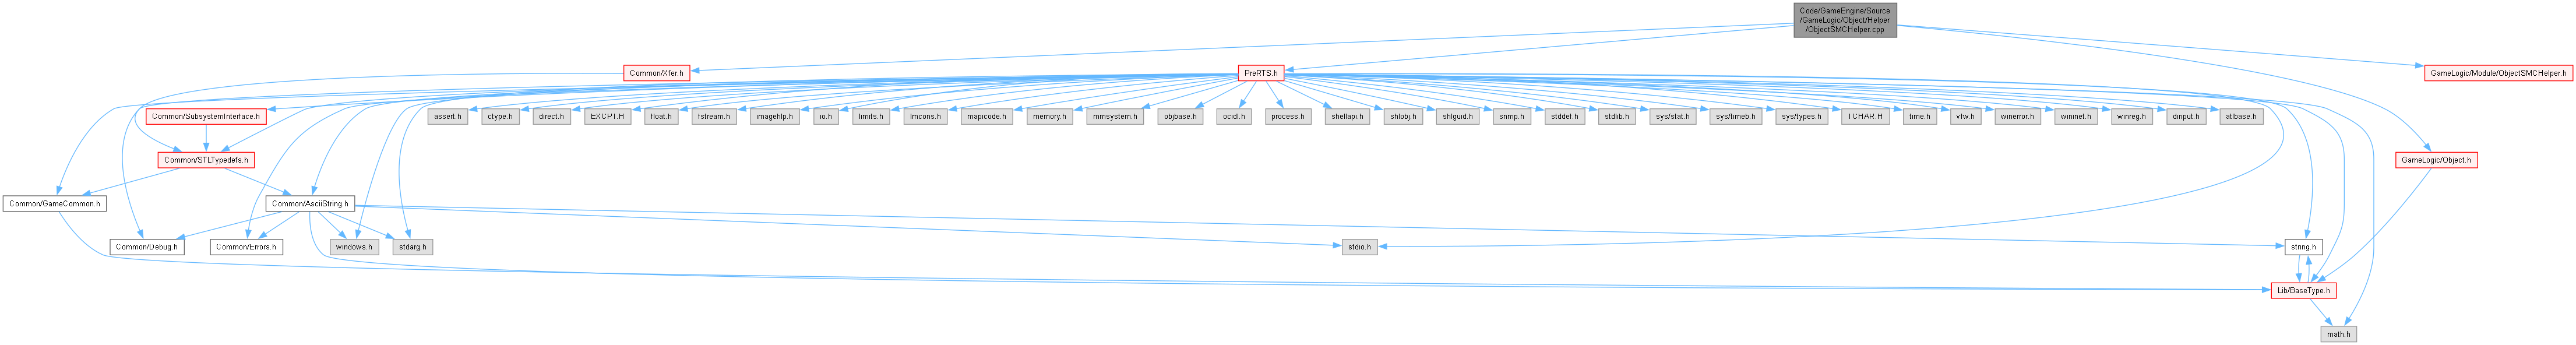 Code/GameEngine/Source
/GameLogic/Object/Helper
/ObjectSMCHelper.cpp
Common/Xfer.h
PreRTS.h
GameLogic/Module/ObjectSMCHelper.h
Common/SubsystemInterface.h
assert.h
ctype.h
direct.h
EXCPT.H
float.h
fstream.h
imagehlp.h
io.h
limits.h
lmcons.h
mapicode.h
memory.h
mmsystem.h
objbase.h
ocidl.h
process.h
shellapi.h
shlobj.h
shlguid.h
snmp.h
stddef.h
stdlib.h
sys/stat.h
sys/timeb.h
sys/types.h
TCHAR.H
time.h
vfw.h
winerror.h
wininet.h
winreg.h
dinput.h
atlbase.h
Common/STLTypedefs.h
GameLogic/Object.h
Common/GameCommon.h
Common/AsciiString.h
Common/Debug.h
Common/Errors.h
windows.h
stdarg.h
stdio.h
string.h
Lib/BaseType.h
math.h